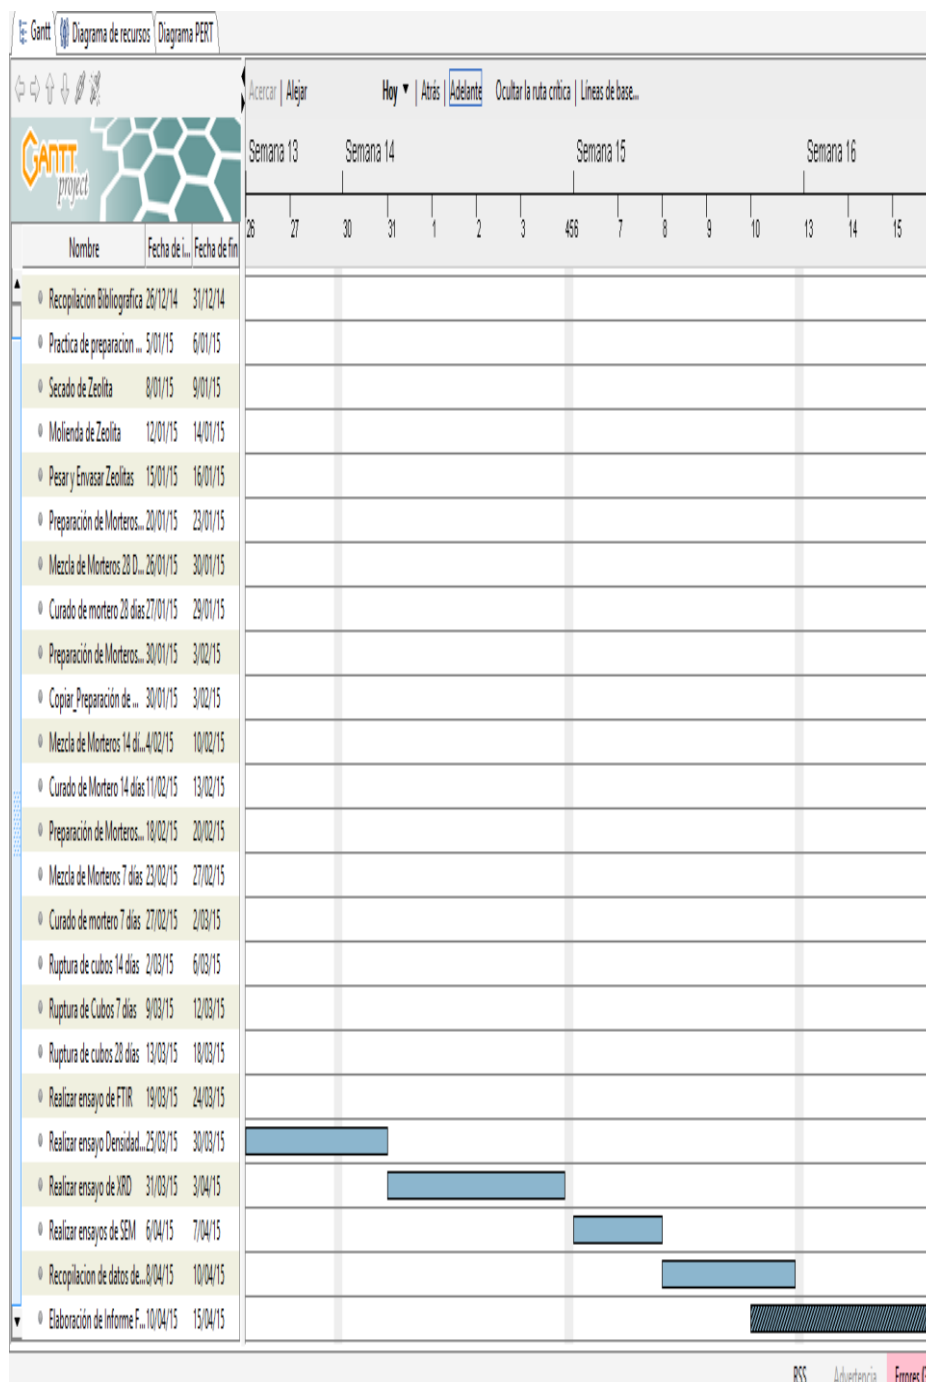 Gantt Diagrama de recursos Diagrama PERT
Acercar | Alejar Hoy ▼ | Atrás | Adelante Ocultar la ruta crítica | Líneas de base...
GANTT
project
Semana 13 Semana 14 Semana 15 Semana 16
26 27 30 31 1 2 3 456 7 8 9 10 13 14 15
Nombre Fecha de i... Fecha de fin
Recopilacion Bibliografica 26/12/14 31/12/14
Practica de preparacion ... 5/01/15 6/01/15
Secado de Zeolita 8/01/15 9/01/15
Molienda de Zeolita 12/01/15 14/01/15
Pesar y Envasar Zeolitas 15/01/15 16/01/15
Preparación de Morteros... 20/01/15 23/01/15
Mezcla de Morteros 28 D... 26/01/15 30/01/15
Curado de mortero 28 días 27/01/15 29/01/15
Preparación de Morteros... 30/01/15 3/02/15
Copiar_Preparación de ... 30/01/15 3/02/15
Mezcla de Morteros 14 dí... 4/02/15 10/02/15
Curado de Mortero 14 días 11/02/15 13/02/15
Preparación de Morteros... 18/02/15 20/02/15
Mezcla de Morteros 7 días 23/02/15 27/02/15
Curado de mortero 7 días 27/02/15 2/03/15
Ruptura de cubos 14 días 2/03/15 6/03/15
Ruptura de Cubos 7 días 9/03/15 12/03/15
Ruptura de cubos 28 días 13/03/15 18/03/15
Realizar ensayo de FTIR 19/03/15 24/03/15
Realizar ensayo Densidad... 25/03/15 30/03/15
Realizar ensayo de XRD 31/03/15 3/04/15
Realizar ensayos de SEM 6/04/15 7/04/15
Recopilacion de datos de... 8/04/15 10/04/15
Elaboración de Informe F... 10/04/15 15/04/15
RSS Advertencia Errores